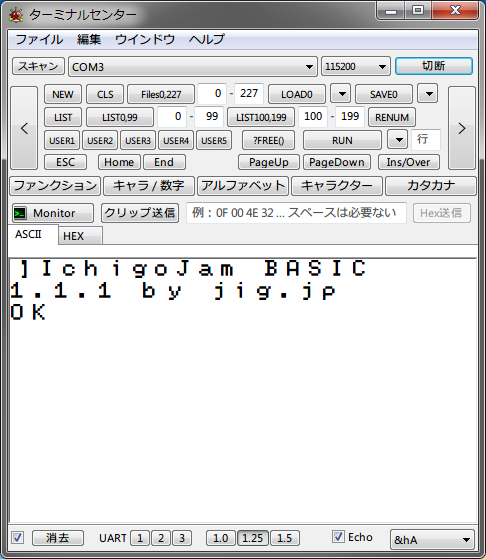 ターミナルセンター
ファイル 編集 ウインドウ ヘルプ
スキャン COM3 115200 切断
NEW CLS Files0,227 0 - 227 LOAD0 SAVE0
LIST LIST0,99 0 - 99 LIST100,199 100 - 199 RENUM
USER1 USER2 USER3 USER4 USER5 ?FREE() RUN 行
ESC Home End PageUp PageDown Ins/Over
< >
ファンクション キャラ / 数字 アルファベット キャラクター カタカナ
Monitor クリップ送信 例：0F 00 4E 32 ... スペースは必要ない Hex送信
ASCII HEX
]IchigoJam BASIC
1.1.1 by jig.jp
OK
消去 UART 1 2 3 1.0 1.25 1.5 Echo &hA